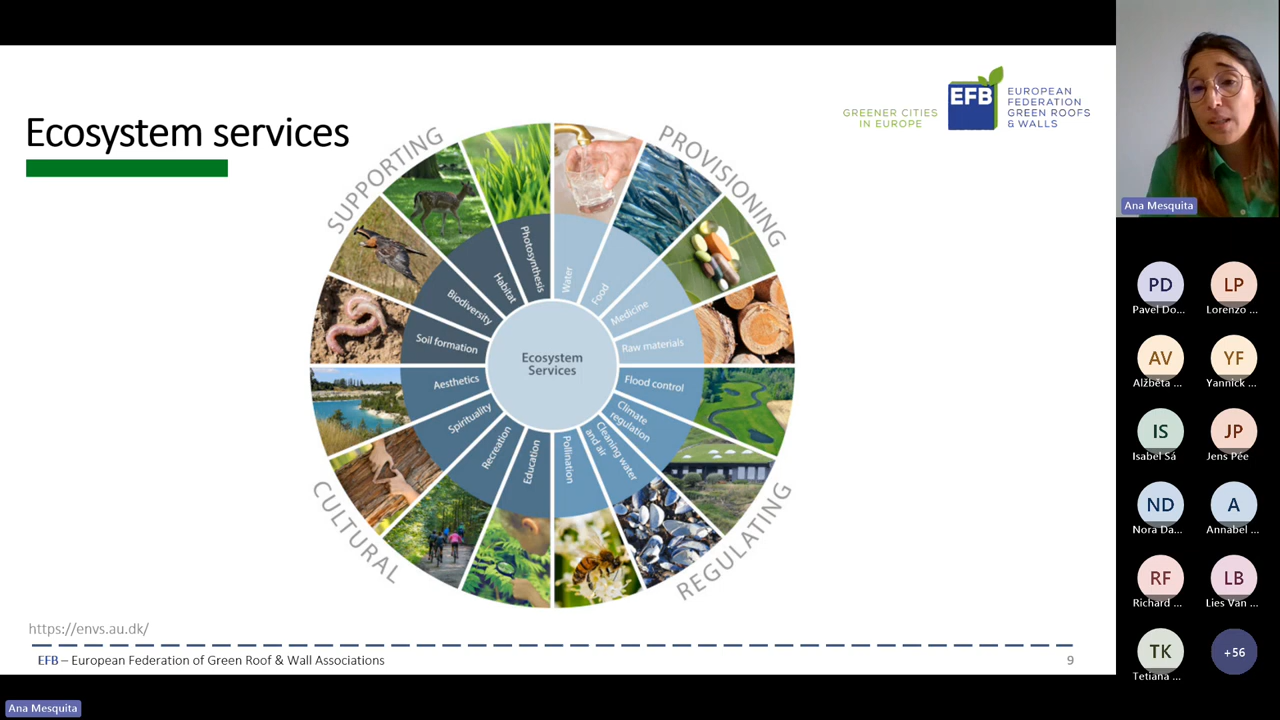 Ecosystem services
GREENER CITIES
IN EUROPE
EFB
EUROPEAN
FEDERATION
GREEN ROOFS
& WALLS
SUPPORTING
PROVISIONING
CULTURAL
REGULATING
Photosynthesis
Habitat
Biodiversity
Soil formation
Water
Food
Medicine
Raw materials
Ecosystem
Services
Aesthetics
Spirituality
Recreation
Education
Flood control
Climate
regulation
Cleaning water
and air
Pollination
https://envs.au.dk/
EFB – European Federation of Green Roof & Wall Associations
9
Ana Mesquita
PD
Pavel Do...
LP
Lorenzo ...
AV
Alžběta ...
YF
Yannick ...
IS
Isabel Sá
JP
Jens Pée
ND
Nora Da...
A
Annabel ...
RF
Richard ...
LB
Lies Van ...
TK
Tetiana ...
+56
Ana Mesquita